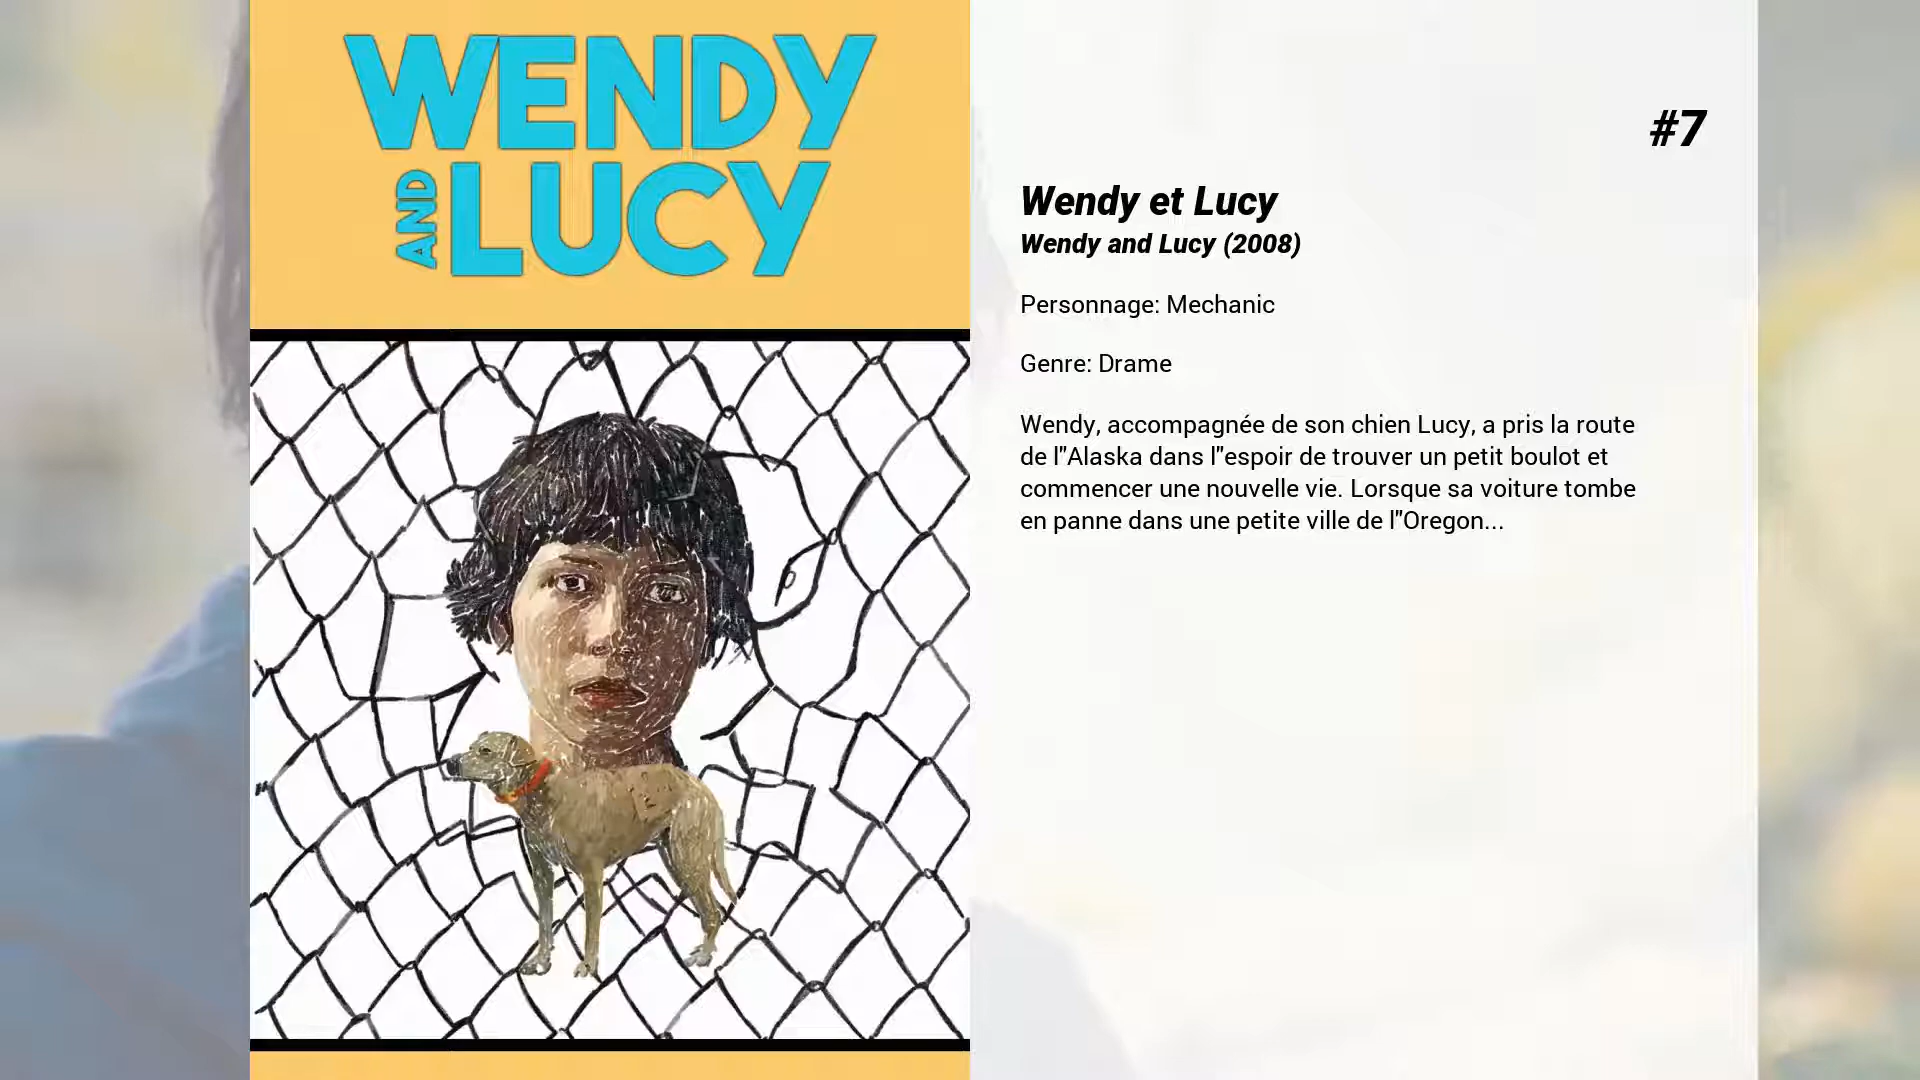 WENDY
AND LUCY
#7
Wendy et Lucy
Wendy and Lucy (2008)
Personnage: Mechanic
Genre: Drame
Wendy, accompagnée de son chien Lucy, a pris la route
de l"Alaska dans l"espoir de trouver un petit boulot et
commencer une nouvelle vie. Lorsque sa voiture tombe
en panne dans une petite ville de l"Oregon...